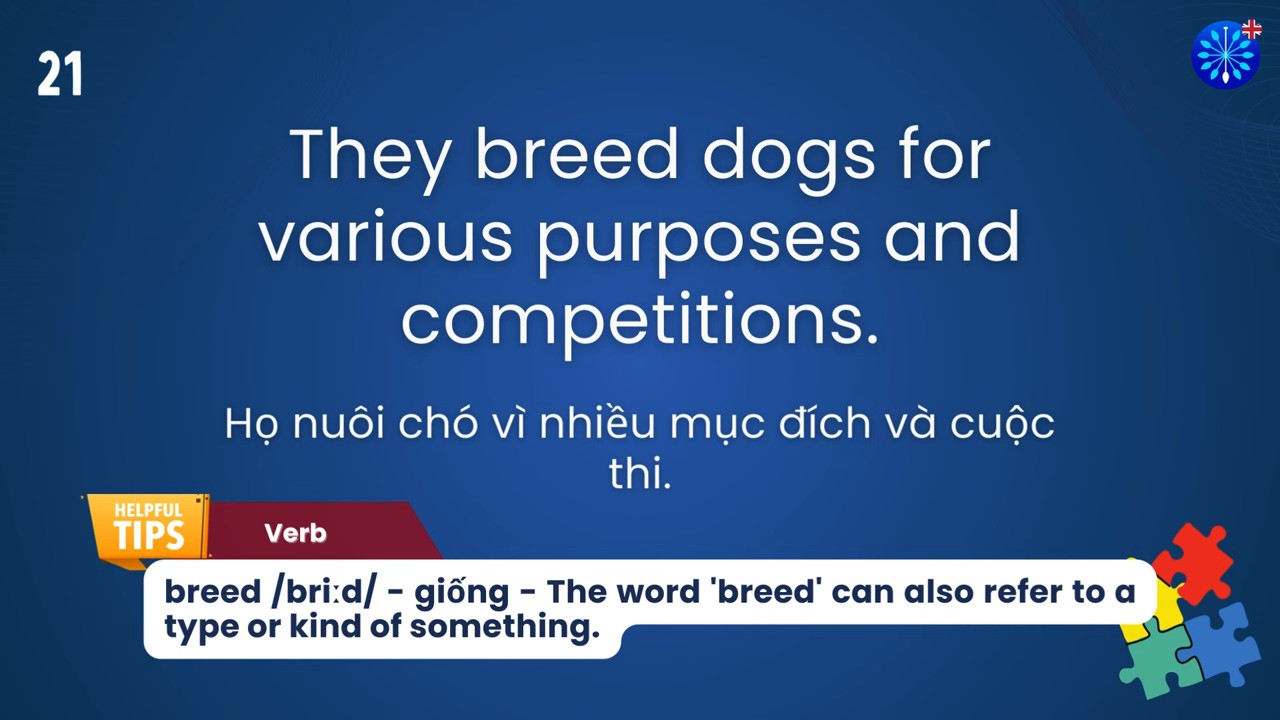 21
They breed dogs for
various purposes and
competitions.
Họ nuôi chó vì nhiều mục đích và cuộc
thi.
HELPFUL
TIPS
Verb
breed /briːd/ - giống - The word 'breed' can also refer to a
type or kind of something.